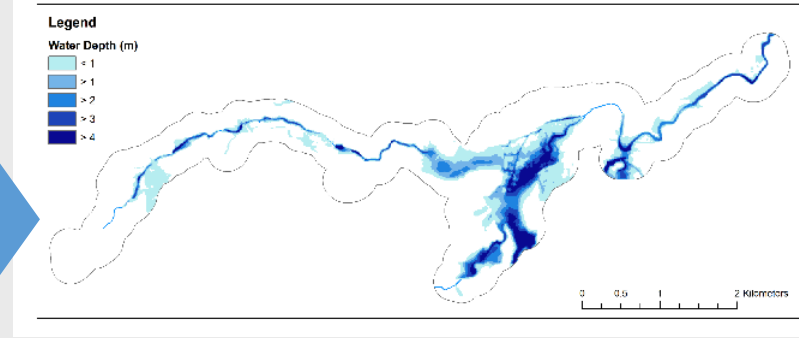 Legend
Water Depth (m)
< 1
> 1
> 2
> 3
> 4
0 0.5 1 2 Kilometers